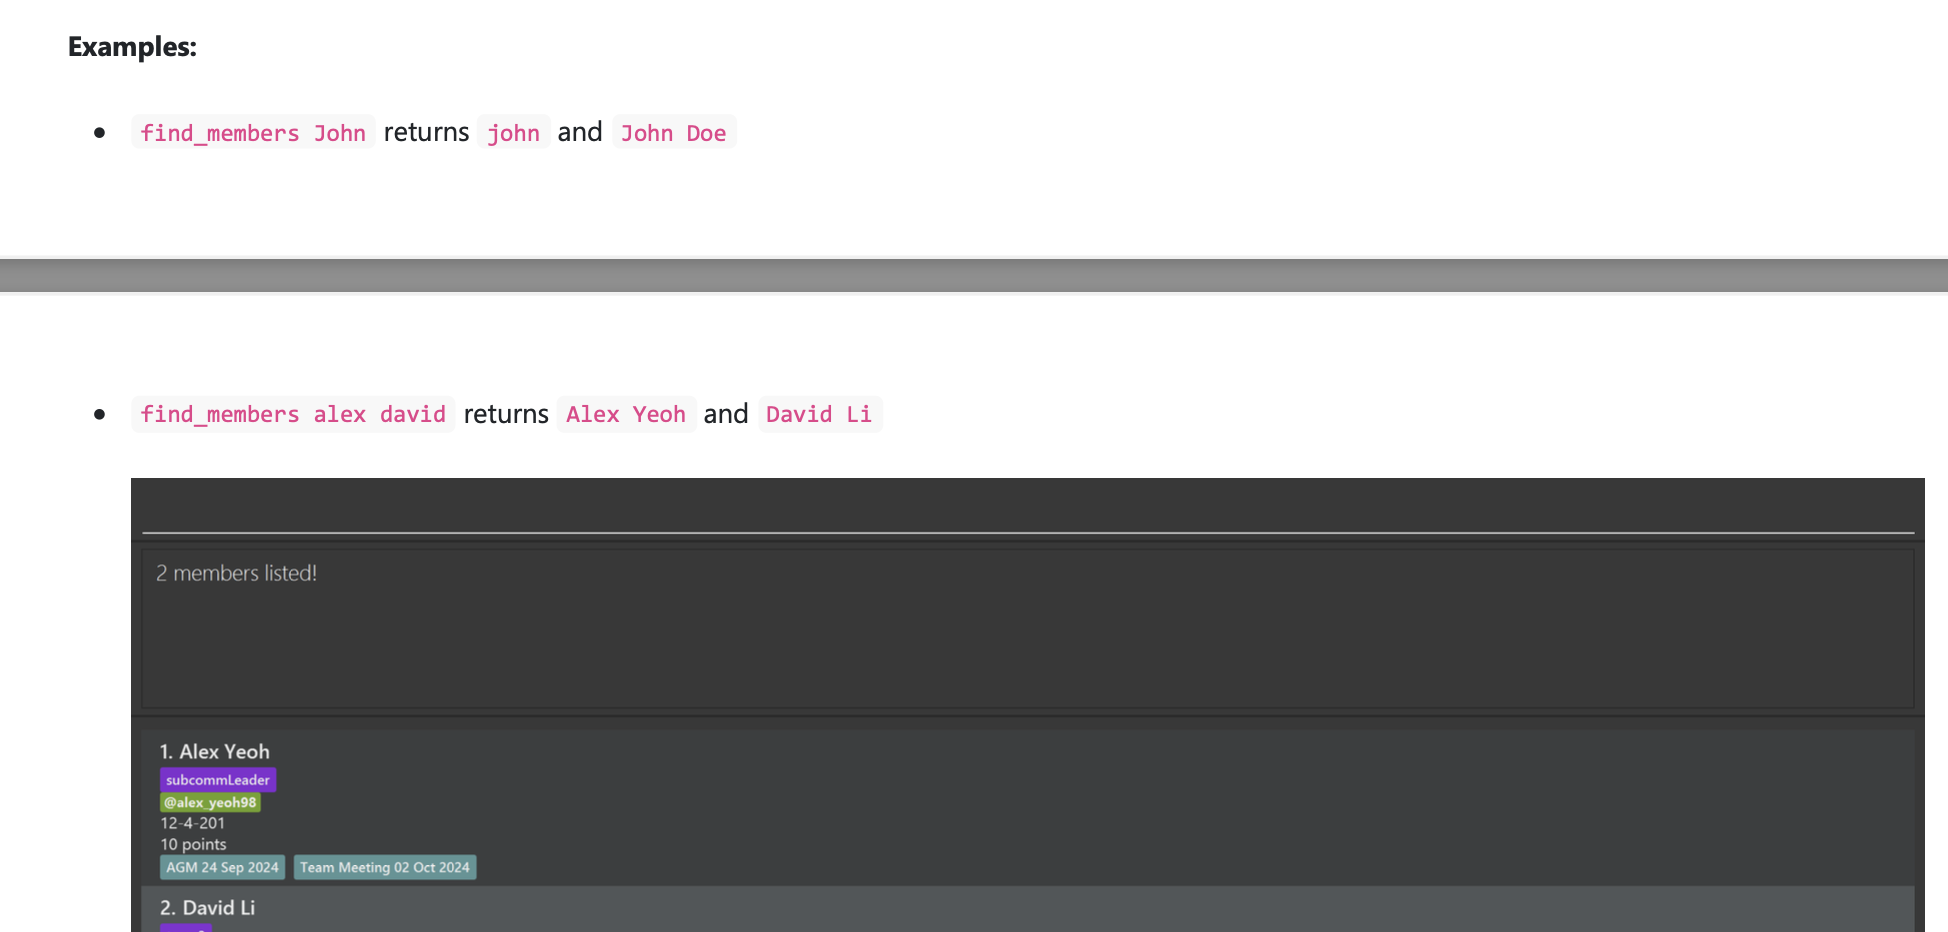 Examples:
find_members John returns john and John Doe
find_members alex david returns Alex Yeoh and David Li
2 members listed!
1. Alex Yeoh
subcommLeader
@alex_yeoh98
12-4-201
10 points
AGM 24 Sep 2024 Team Meeting 02 Oct 2024
2. David Li